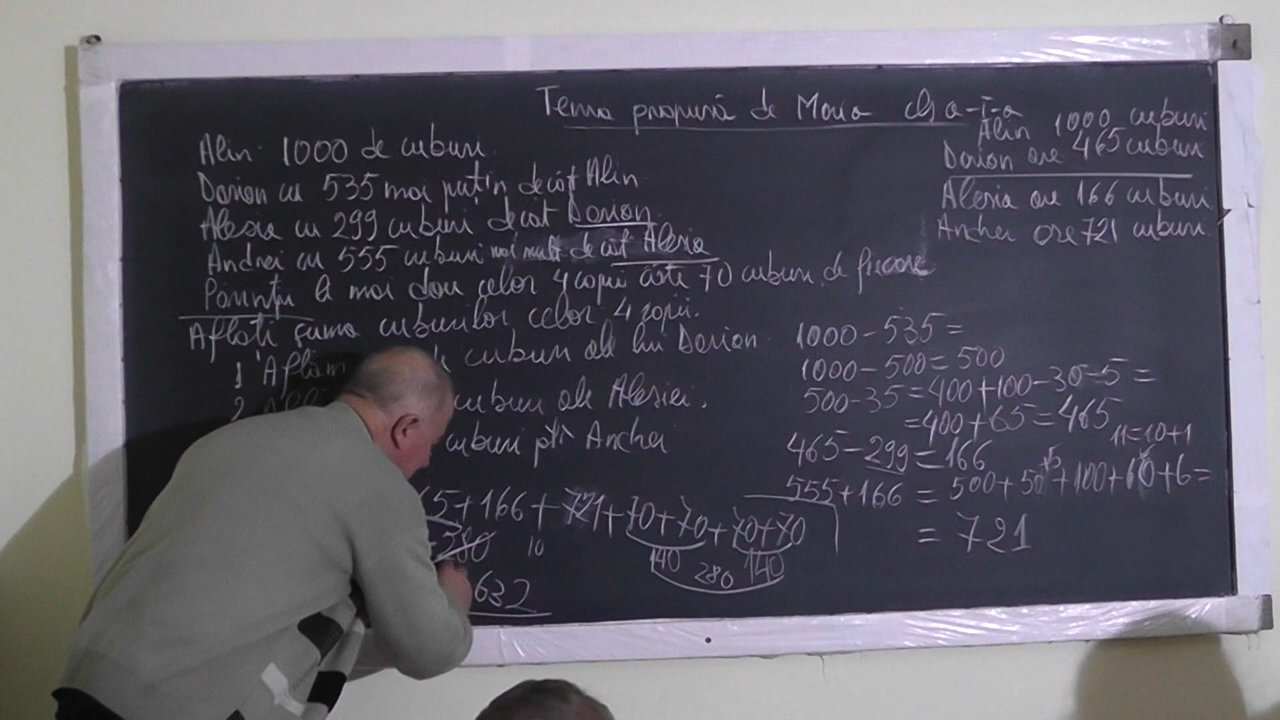 Tema propusă de Maria cls a-I-a
Alin 1000 de cuburi
Dorian cu 535 mai puțin decât Alin
Alesia cu 299 cuburi decât Dorian
Andrei cu 555 cuburi mai mult decât Alesia
Părinții le mai dau celor 4 copii câte 70 cuburi de fiecare
Aflați suma cuburilor celor 4 copii.
1 Aflăm cuburi ale lui Dorian
2 cuburi ale Alesiei.
cuburi ptr Andrei
65+166+721+70+70+70+70
280 10
140 280 140
632
Alin 1000 cuburi
Dorian are 465 cuburi
Alesia are 166 cuburi
Andrei are 721 cuburi
1000-535=
1000-500=500
500-35=400+100-30-5=
=400+65=465
11=10+1
465-299=166
555+166=500+50+5+100+60+6=
=721